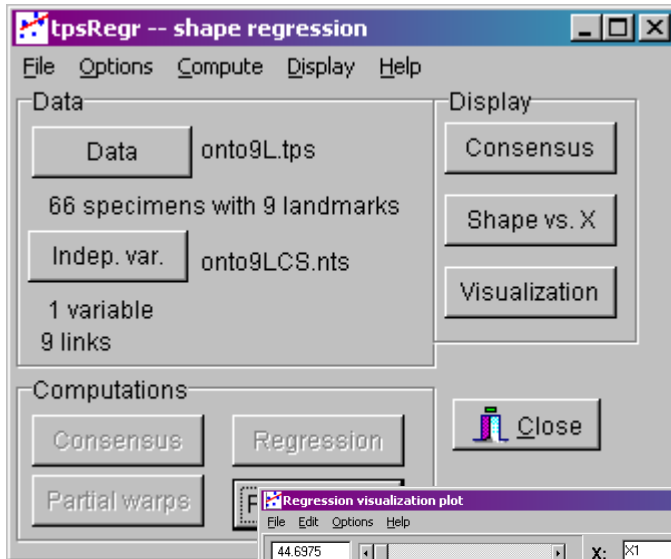 tpsRegr -- shape regression
File Options Compute Display Help
Data
Data onto9L.tps
66 specimens with 9 landmarks
Indep. var. onto9LCS.nts
1 variable
9 links
Display
Consensus
Shape vs. X
Visualization
Computations
Consensus Regression
Partial warps
Close
Regression visualization plot
File Edit Options Help
44.6975 X: X1